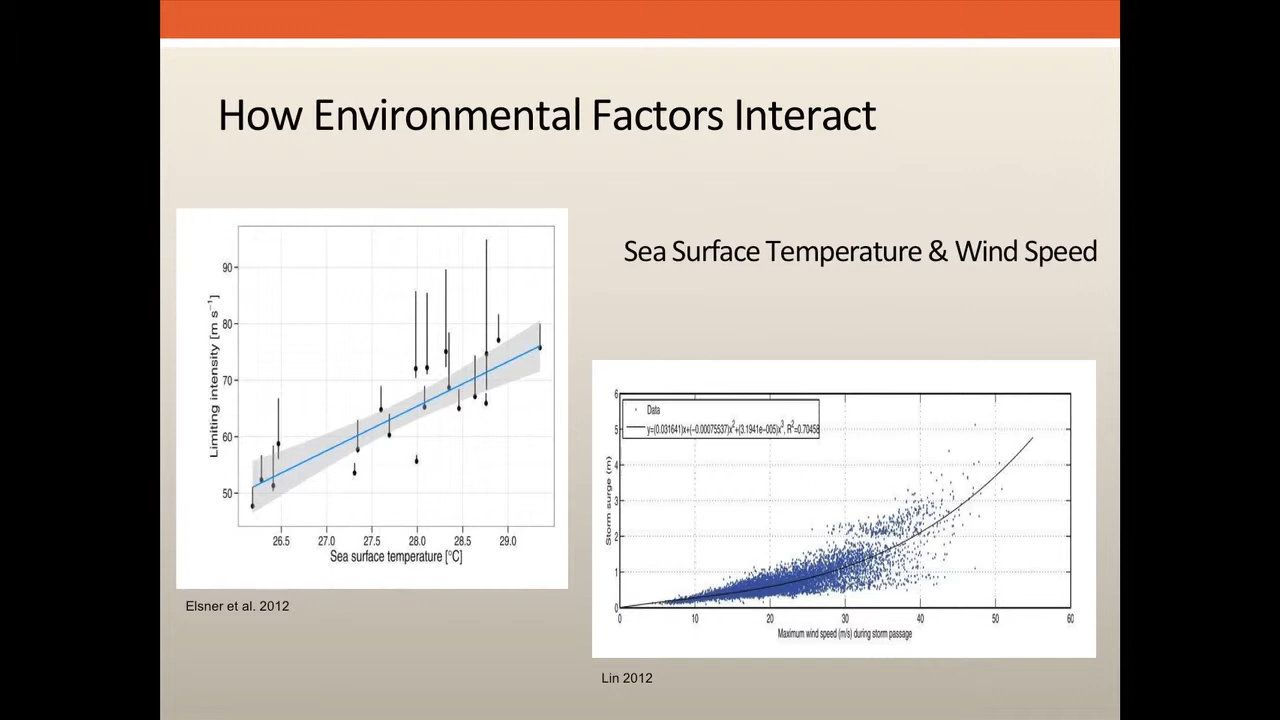 How Environmental Factors Interact
Sea Surface Temperature & Wind Speed
Limiting intensity [m s⁻¹]
90
80
70
60
50
26.5 27.0 27.5 28.0 28.5 29.0
Sea surface temperature [°C]
Elsner et al. 2012
Storm surge (m)
6
5
4
3
2
1
0
Data
y=(0.031641)x+(-0.00075537)x²+(3.1941e-005)x³, R²=0.70458
0 10 20 30 40 50 60
Maximum wind speed (m/s) during storm passage
Lin 2012